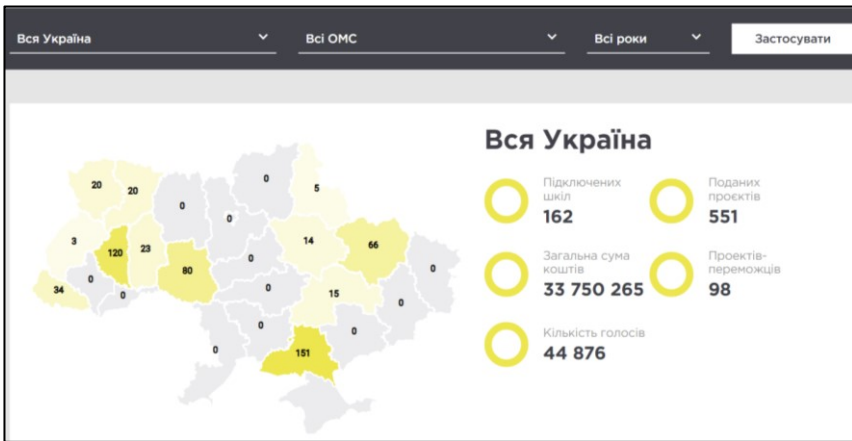 Вся Україна
Всі ОМС
Всі роки
Застосувати
Вся Україна
Підключених шкіл
162
Поданих проєктів
551
Загальна сума коштів
33 750 265
Проектів-переможців
98
Кількість голосів
44 876
0
5
20
20
0
0
14
66
3
120
23
80
0
0
34
0
0
0
15
0
0
0
0
151
0